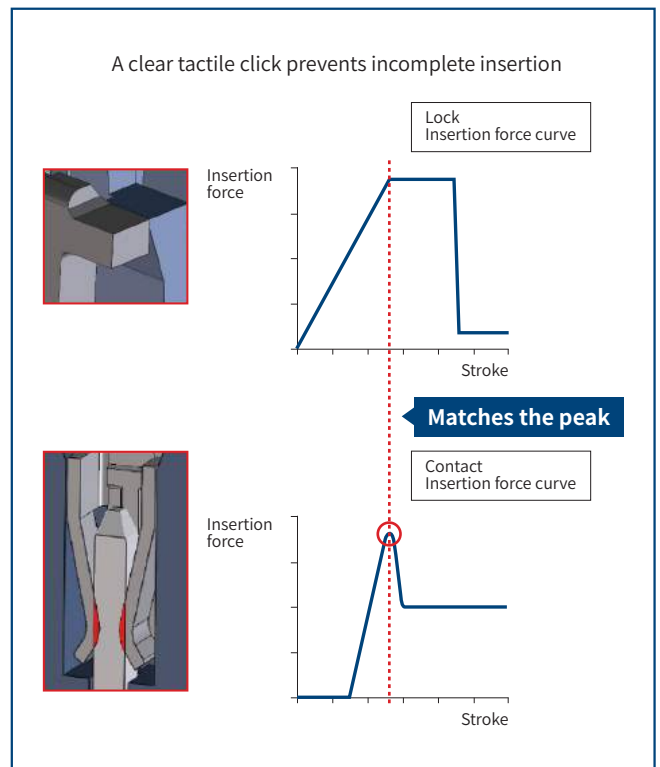 A clear tactile click prevents incomplete insertion
Lock
Insertion force curve
Insertion
force
Stroke
Matches the peak
Contact
Insertion force curve
Insertion
force
Stroke